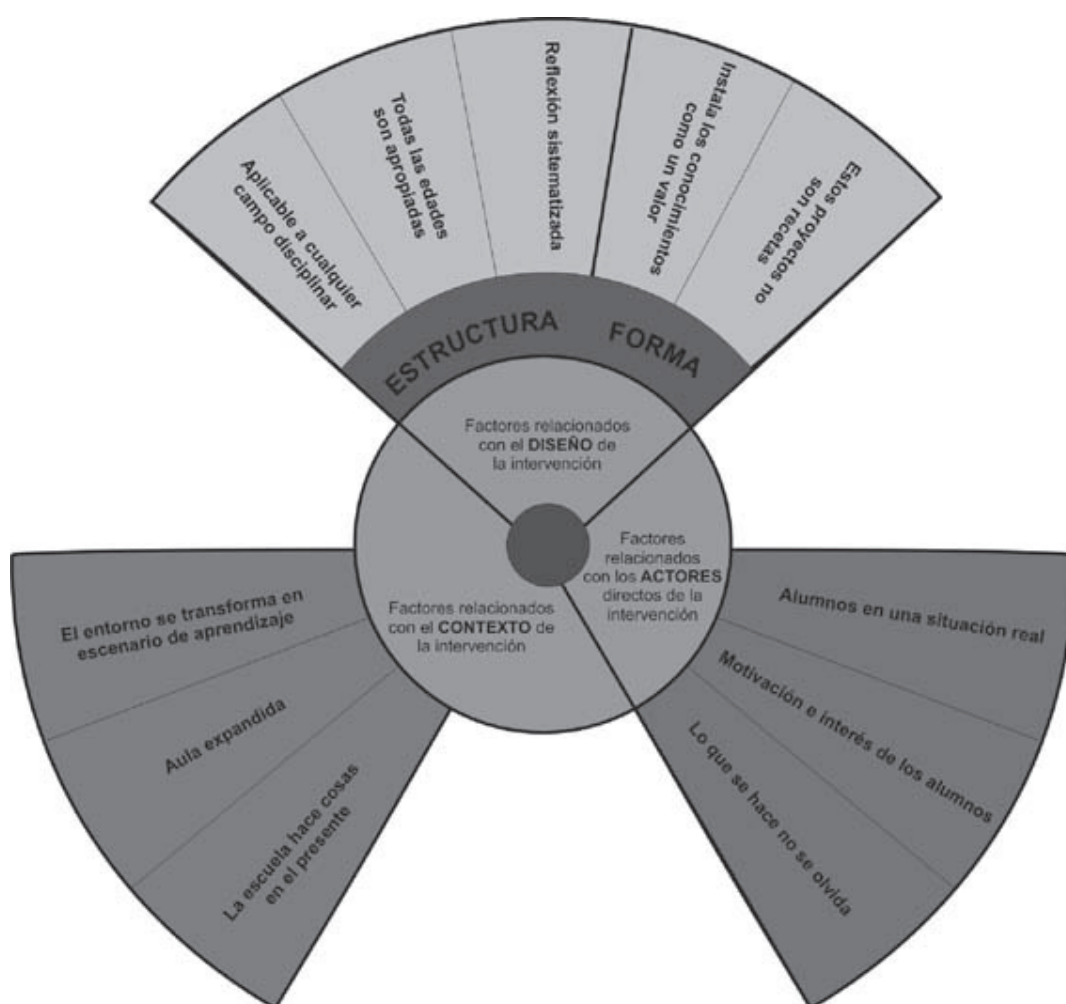 Aplicable a cualquier
campo disciplinar
Todas las edades
son apropiadas
Reflexión sistematizada
Instala los conocimientos
como un valor
Estos proyectos no
son recetas
ESTRUCTURA
FORMA
Factores relacionados
con el DISEÑO de
la intervención
Factores
relacionados
con los ACTORES
directos de la
intervención
Factores relacionados
con el CONTEXTO de
la intervención
El entorno se transforma en
escenario de aprendizaje
Aula expandida
La escuela hace cosas
en el presente
Alumnos en una situación real
Motivación e interés de los alumnos
Lo que se hace no se olvida